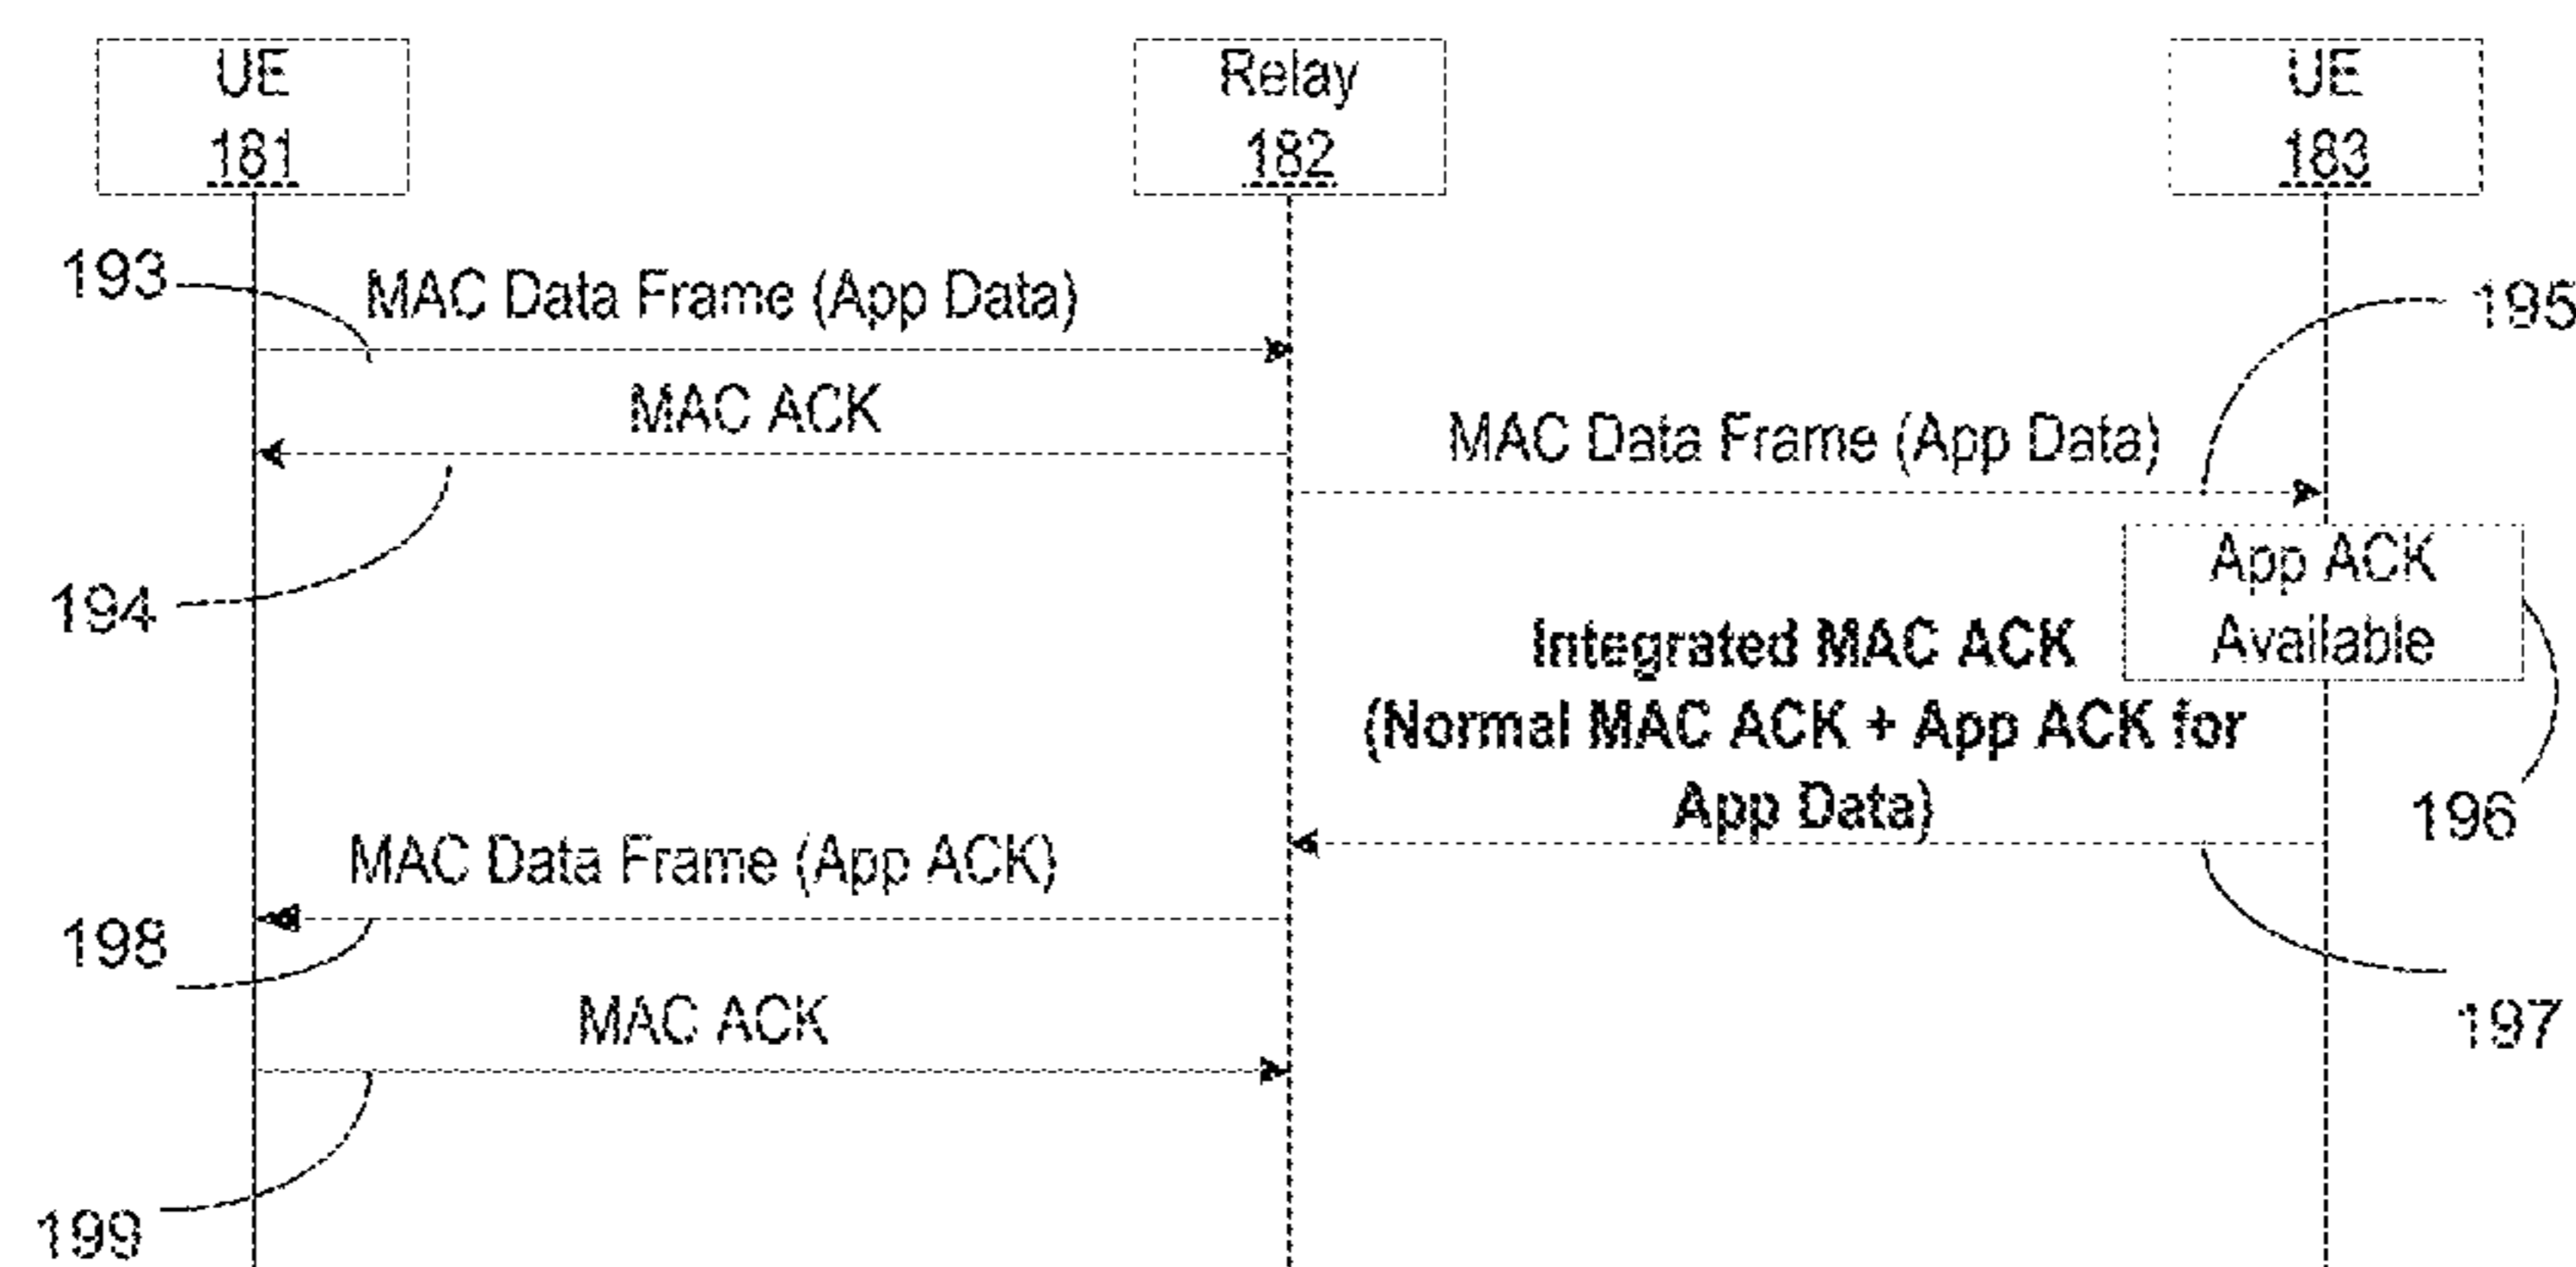 UE
181
Relay
182
UE
183
193
MAC Data Frame (App Data)
195
MAC ACK
MAC Data Frame (App Data)
194
App ACK
Available
Integrated MAC ACK
(Normal MAC ACK + App ACK for
App Data)
196
MAC Data Frame (App ACK)
198
197
MAC ACK
199